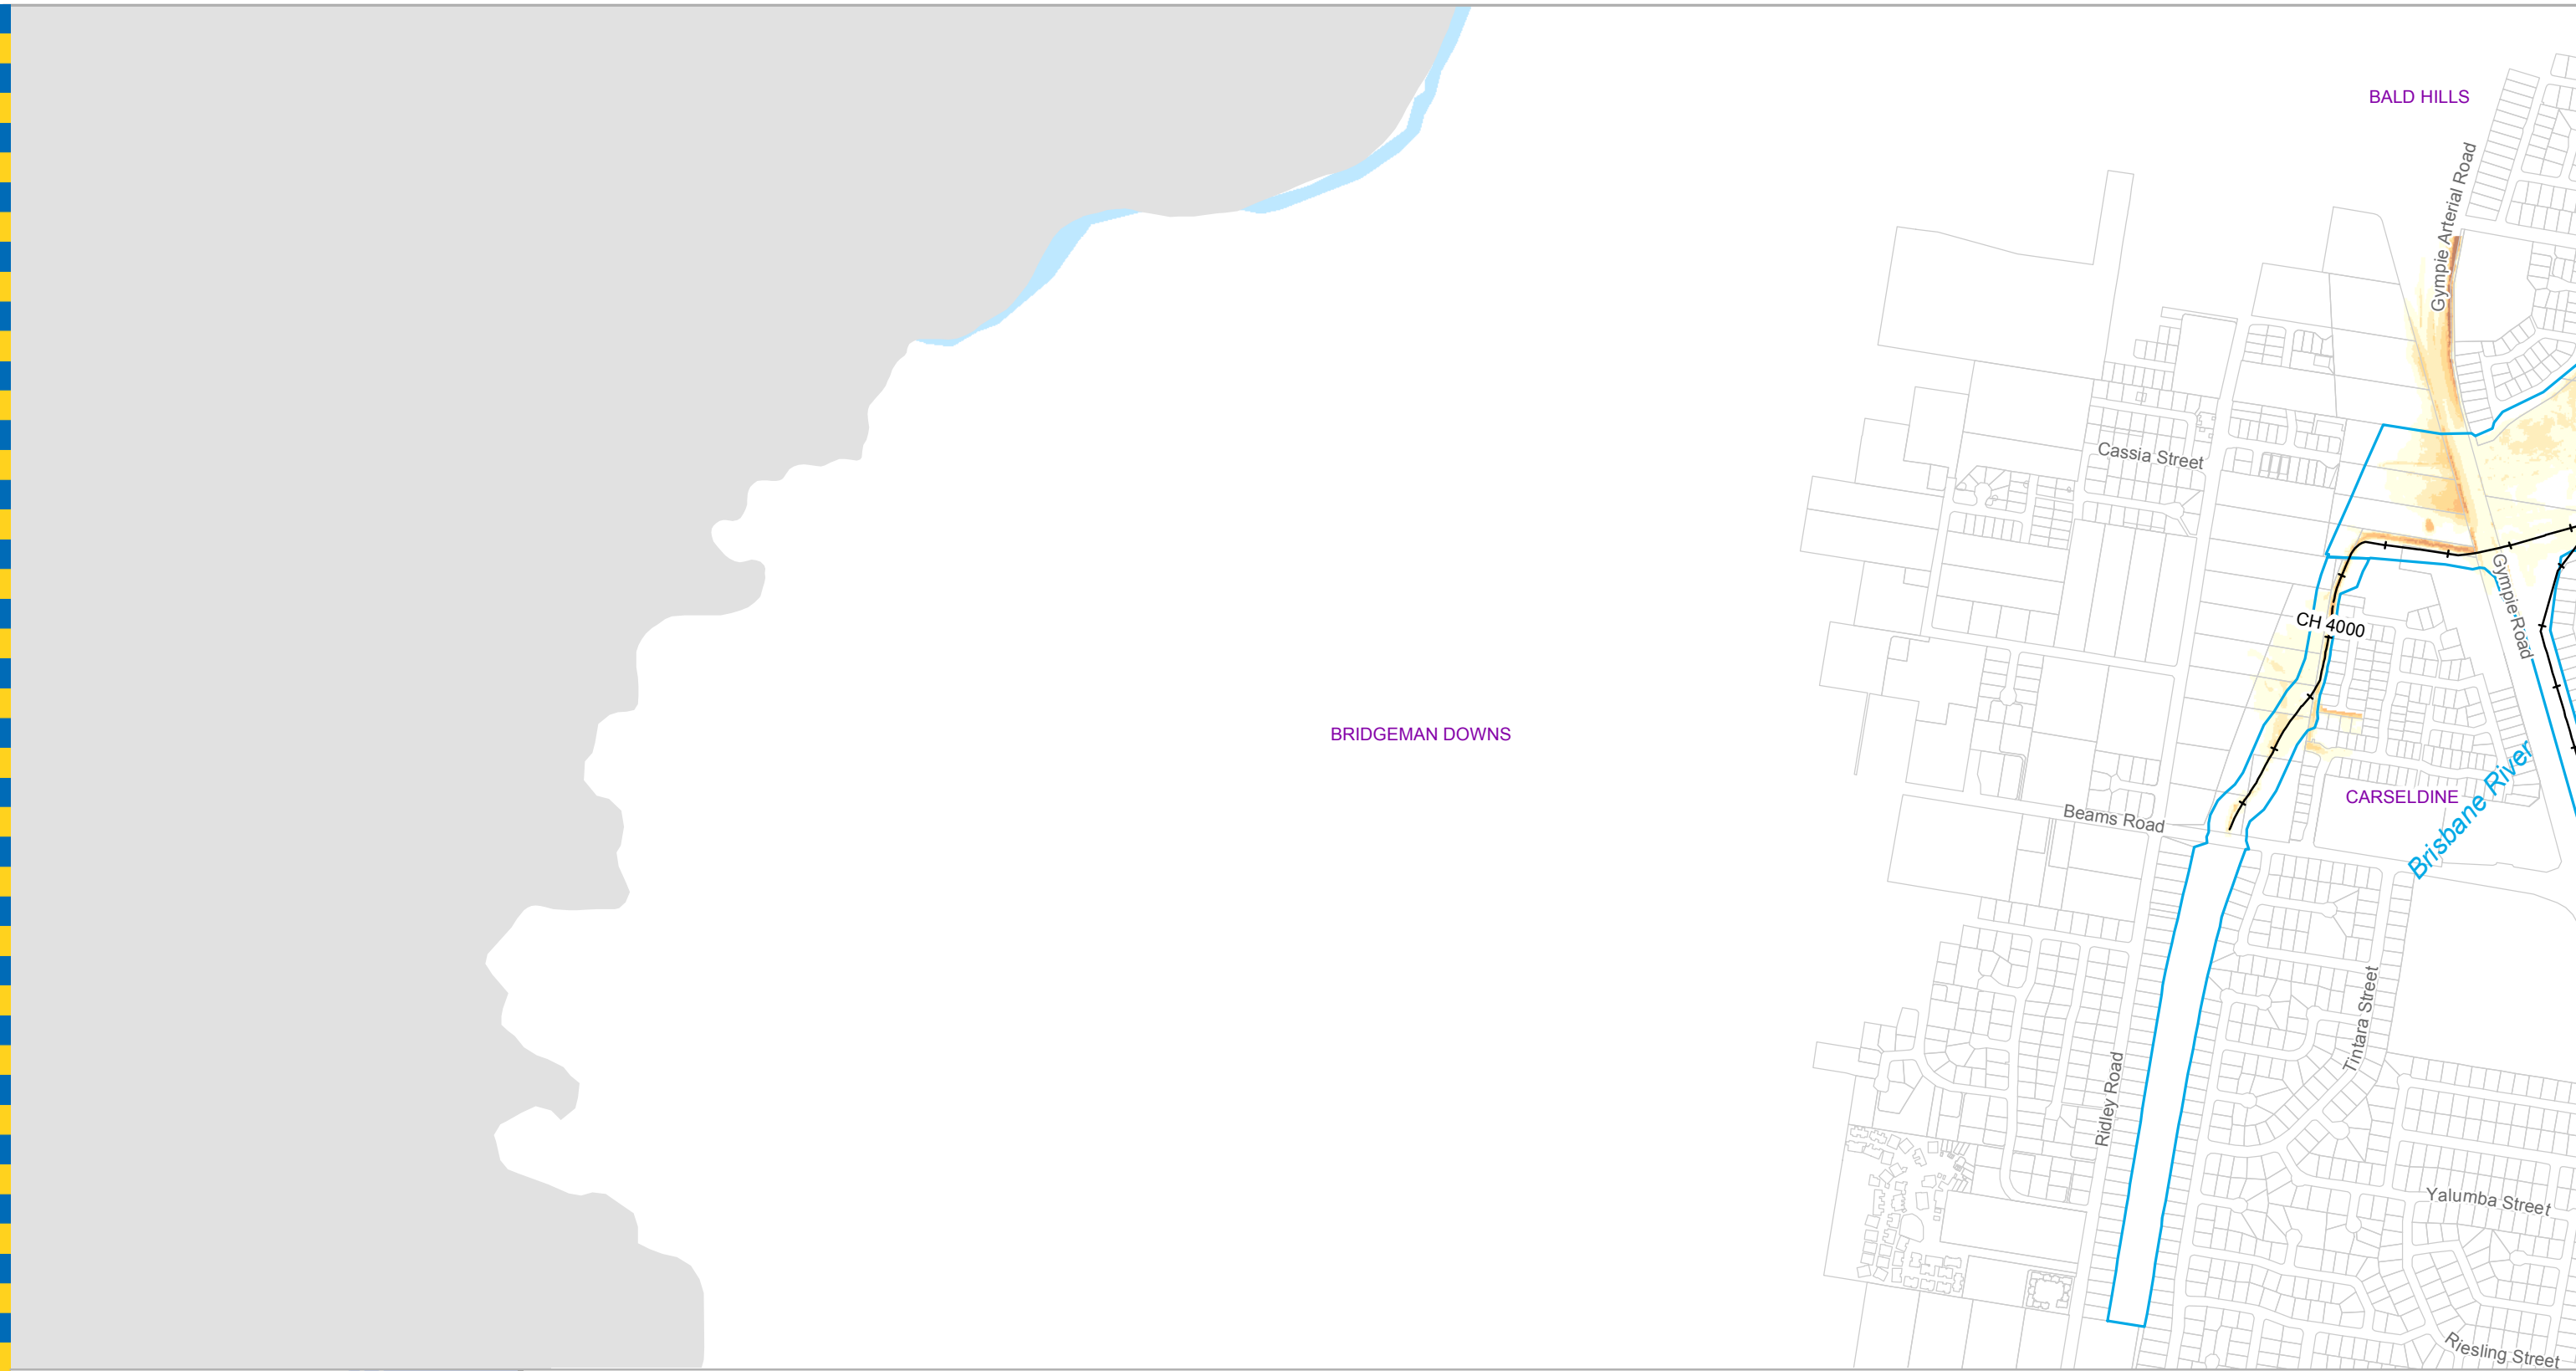 BALD HILLS
Gympie Arterial Road
Cassia Street
Gympie Road
CH 4000
BRIDGEMAN DOWNS
CARSELDINE
Brisbane River
Beams Road
Tintara Street
Ridley Road
Yalumba Street
Riesling Street